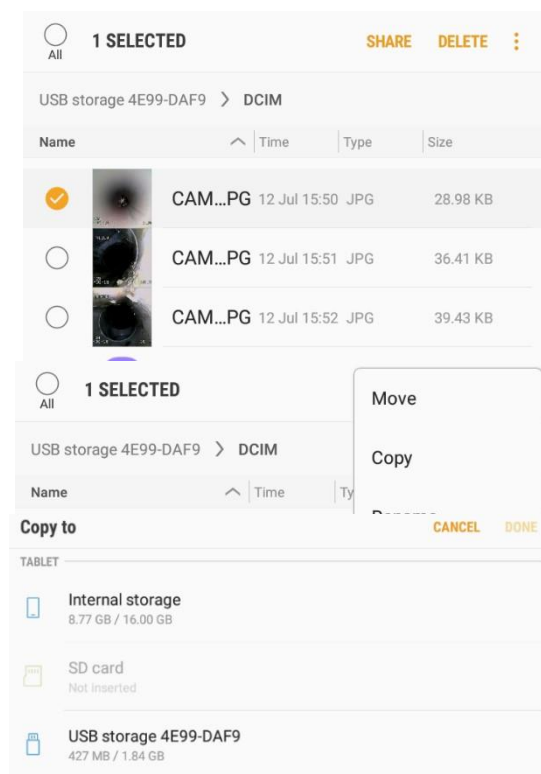 1 SELECTED SHARE DELETE
All
USB storage 4E99-DAF9 > DCIM
Name Time Type Size
CAM...PG 12 Jul 15:50 JPG 28.98 KB
CAM...PG 12 Jul 15:51 JPG 36.41 KB
CAM...PG 12 Jul 15:52 JPG 39.43 KB
1 SELECTED
All
Move
USB storage 4E99-DAF9 > DCIM
Copy
Name Time Ty
Copy to CANCEL DONE
TABLET
Internal storage
8.77 GB / 16.00 GB
SD card
Not inserted
USB storage 4E99-DAF9
427 MB / 1.84 GB